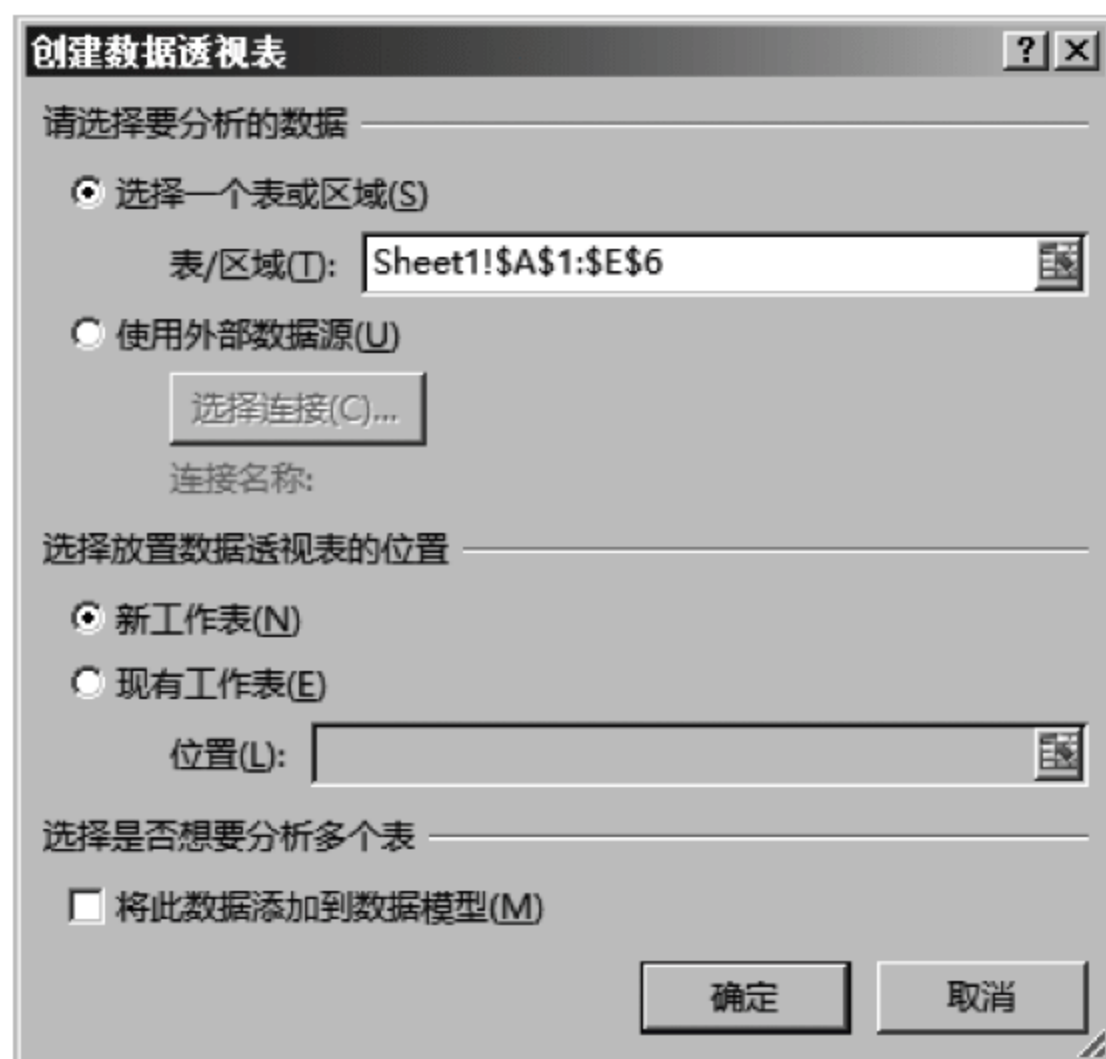 创建数据透视表
请选择要分析的数据
选择一个表或区域(S)
表/区域(T): Sheet1!$A$1:$E$6
使用外部数据源(U)
选择连接(C)...
连接名称:
选择放置数据透视表的位置
新工作表(N)
现有工作表(E)
位置(L):
选择是否想要分析多个表
将此数据添加到数据模型(M)
确定 取消